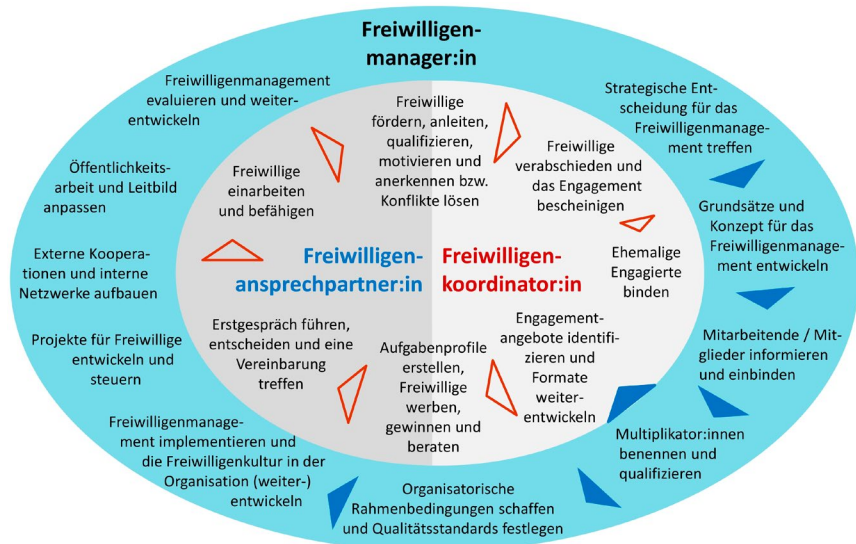 Freiwilligen-
manager:in
Strategische Ent-
scheidung für das
Freiwilligenmanage-
ment treffen
Grundsätze und
Konzept für das
Freiwilligenmanage-
ment entwickeln
Mitarbeitende / Mit-
glieder informieren
und einbinden
Multiplikator:innen
benennen und
qualifizieren
Organisatorische
Rahmenbedingungen schaffen
und Qualitätsstandards festlegen
Freiwilligenmanage-
ment implementieren und
die Freiwilligenkultur in der
Organisation (weiter-)
entwickeln
Projekte für Freiwillige
entwickeln und
steuern
Externe Koopera-
tionen und interne
Netzwerke aufbauen
Öffentlichkeits-
arbeit und Leitbild
anpassen
Freiwilligenmanagement
evaluieren und weiter-
entwickeln
Freiwilligen-
ansprechpartner:in
Freiwilligen-
koordinator:in
Engagement-
angebote identifi-
zieren und
Formate
weiter-
entwickeln
Aufgabenprofile
erstellen,
Freiwillige
werben,
gewinnen und
beraten
Erstgespräch führen,
entscheiden und eine
Vereinbarung
treffen
Freiwillige
einarbeiten
und befähigen
Freiwillige
fördern, anleiten,
qualifizieren,
motivieren und
anerkennen bzw.
Konflikte lösen
Freiwillige
verabschieden und
das Engagement
bescheinigen
Ehemalige
Engagierte
binden